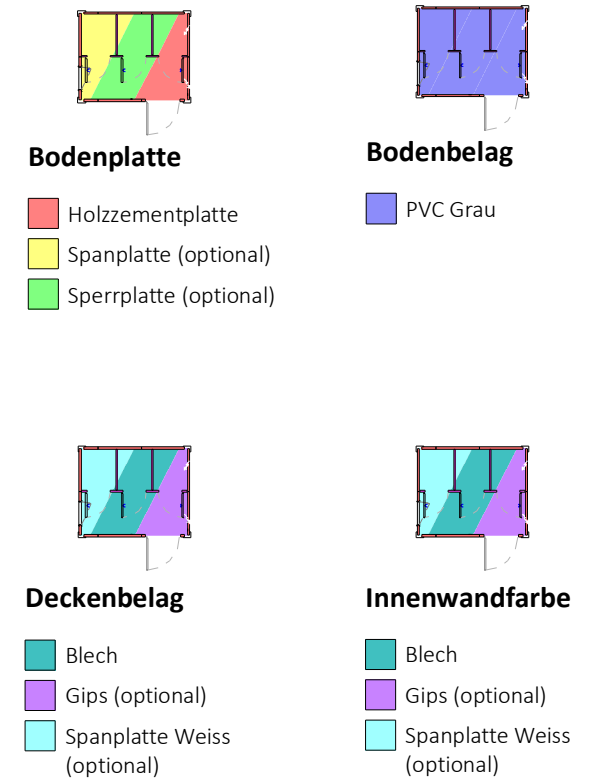 Bodenplatte
Holzzementplatte
Spanplatte (optional)
Sperrplatte (optional)
Bodenbelag
PVC Grau
Deckenbelag
Blech
Gips (optional)
Spanplatte Weiss
(optional)
Innenwandfarbe
Blech
Gips (optional)
Spanplatte Weiss
(optional)